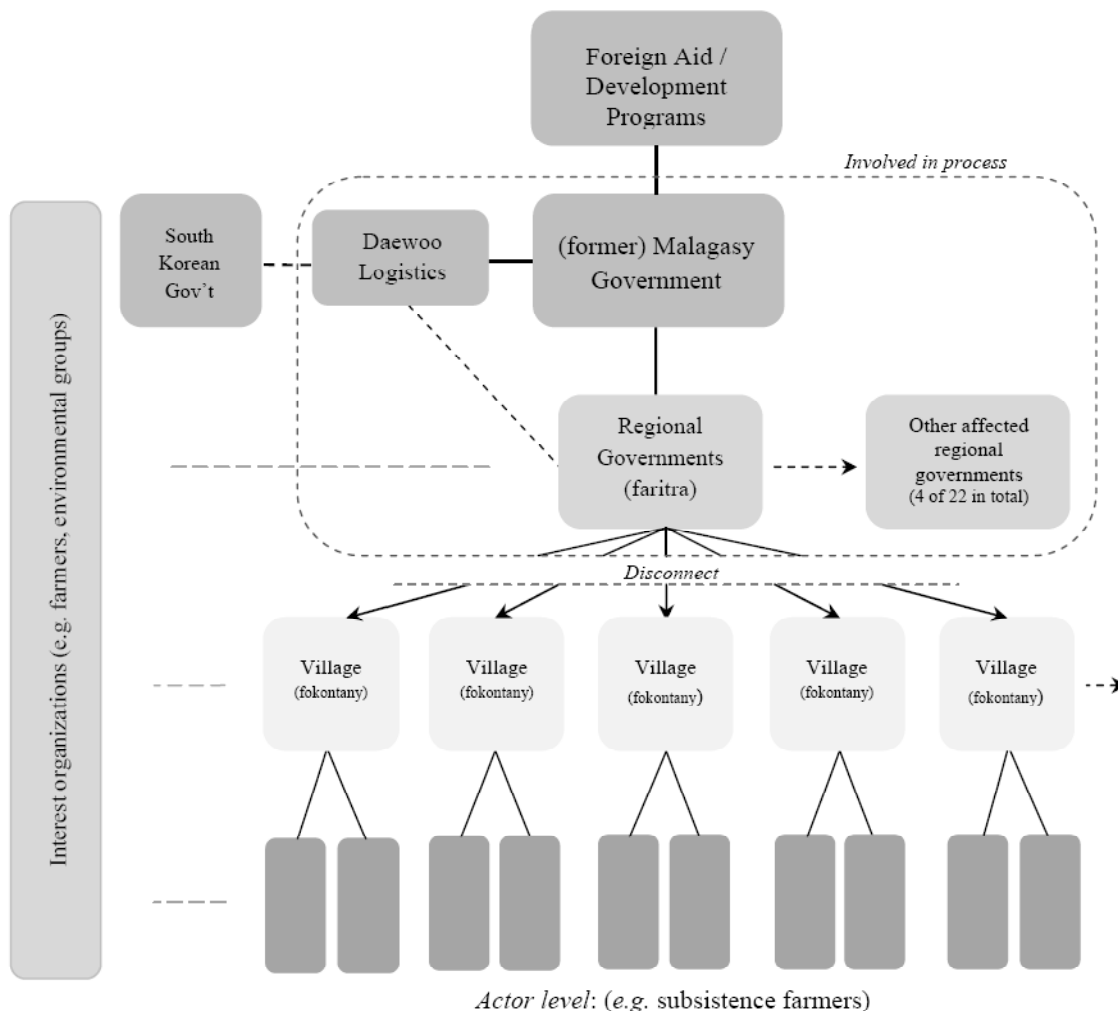 Foreign Aid /
Development
Programs
Involved in process
South
Korean
Gov’t
Daewoo
Logistics
(former) Malagasy
Government
Interest organizations (e.g. farmers, environmental groups)
Regional
Governments
(faritra)
Other affected
regional
governments
(4 of 22 in total)
Disconnect
Village
(fokontany)
Village
(fokontany)
Village
(fokontany)
Village
(fokontany)
Village
(fokontany)
Actor level: (e.g. subsistence farmers)